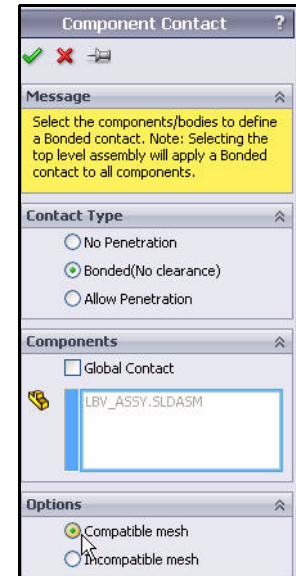 Component Contact ?
Message
Select the components/bodies to define
a Bonded contact. Note: Selecting the
top level assembly will apply a Bonded
contact to all components.
Contact Type
No Penetration
Bonded(No clearance)
Allow Penetration
Components
Global Contact
LBV_ASSY.SLDASM
Options
Compatible mesh
Incompatible mesh